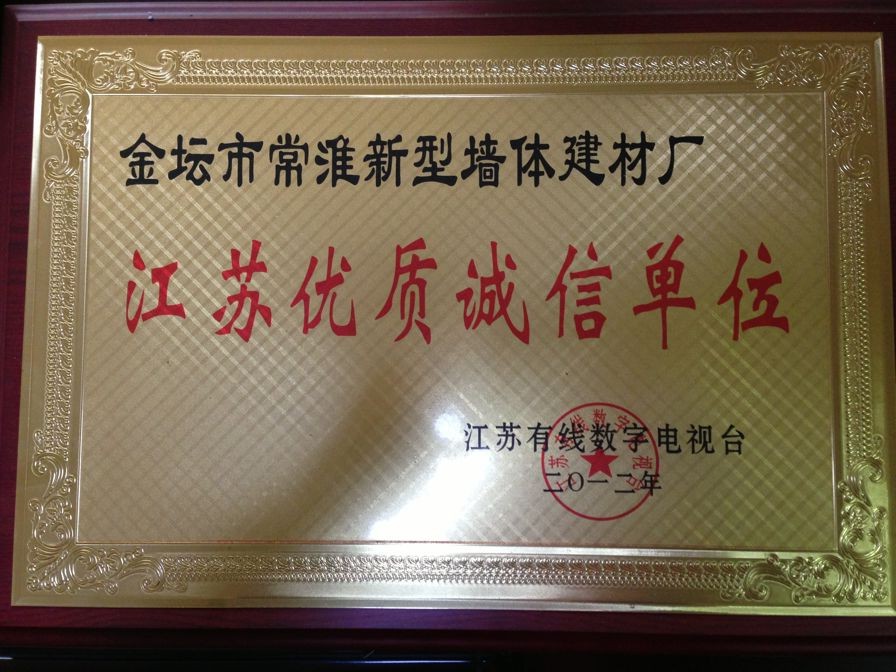 金坛市常淮新型墙体建材厂
江苏优质诚信单位
江苏有线数字电视台
二〇一二年